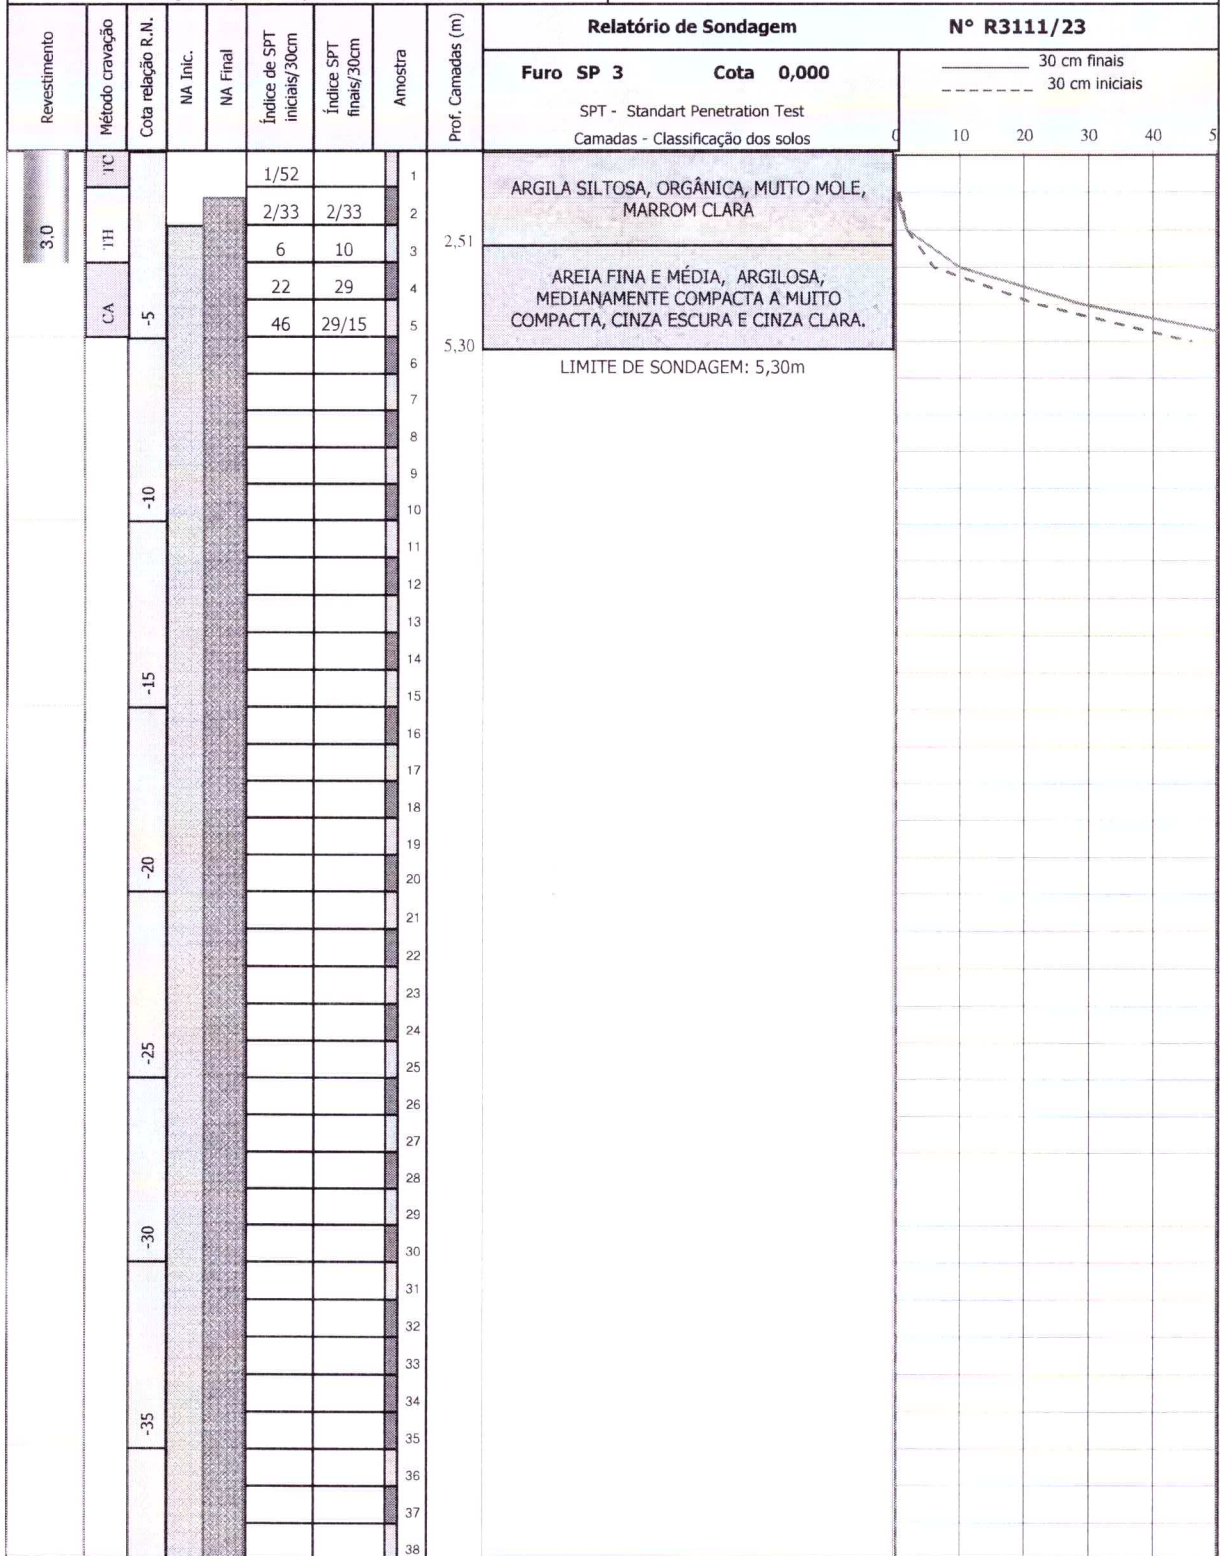 Revestimento
Método cravação
Cota relação R.N.
NA Inic.
NA Final
Índice de SPT
iniciais/30cm
Índice SPT
finais/30cm
Amostra
Prof. Camadas (m)
Relatório de Sondagem
N° R3111/23
Furo SP 3 Cota 0,000
SPT - Standart Penetration Test
Camadas - Classificação dos solos
30 cm finais
30 cm iniciais
0 10 20 30 40 5
3,0
TC
TH
CA
-5
-10
-15
-20
-25
-30
-35
1/52
2/33 2/33
6 10
22 29
46 29/15
1
2
3
4
5
6
7
8
9
10
11
12
13
14
15
16
17
18
19
20
21
22
23
24
25
26
27
28
29
30
31
32
33
34
35
36
37
38
2,51
5,30
ARGILA SILTOSA, ORGÂNICA, MUITO MOLE,
MARROM CLARA
AREIA FINA E MÉDIA, ARGILOSA,
MEDIANAMENTE COMPACTA A MUITO
COMPACTA, CINZA ESCURA E CINZA CLARA.
LIMITE DE SONDAGEM: 5,30m